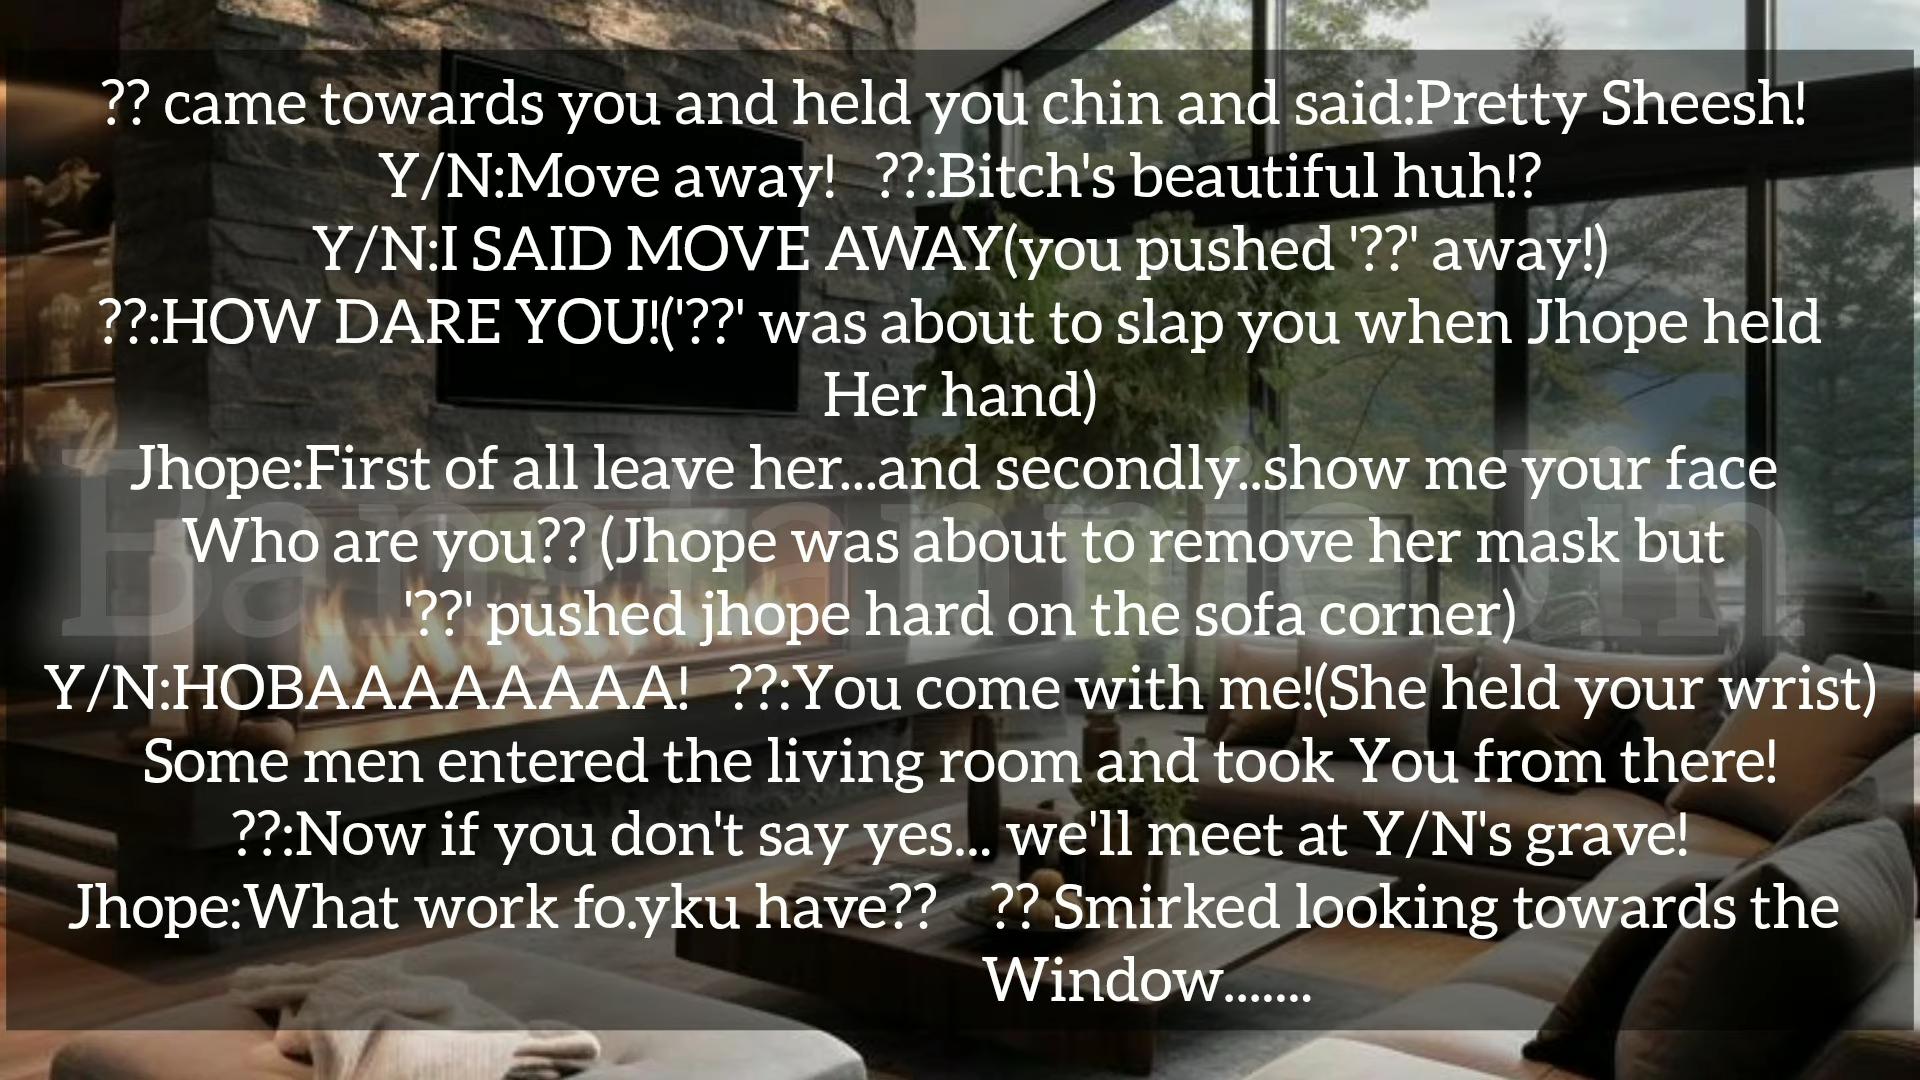 ?? came towards you and held you chin and said:Pretty Sheesh!
Y/N:Move away!   ??:Bitch's beautiful huh!?
Y/N:I SAID MOVE AWAY(you pushed '??' away!)
??:HOW DARE YOU!('??' was about to slap you when Jhope held
Her hand)
Jhope:First of all leave her...and secondly..show me your face
Who are you?? (Jhope was about to remove her mask but
'??' pushed jhope hard on the sofa corner)
Y/N:HOBAAAAAAAA!   ??:You come with me!(She held your wrist)
Some men entered the living room and took You from there!
??:Now if you don't say yes... we'll meet at Y/N's grave!
Jhope:What work fo.yku have??    ?? Smirked looking towards the
Window.......